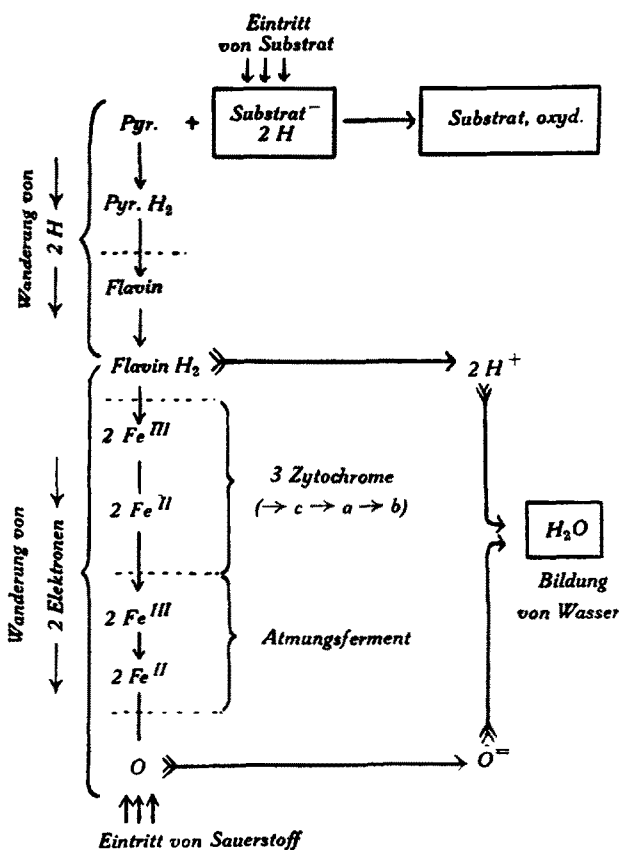 Eintritt
von Substrat
Pyr. + Substrat⁻
2 H
Substrat, oxyd.
Pyr. H₂
Flavin
Wanderung von
2 H
Flavin H₂
2 H⁺
2 Fe III
2 Fe II
3 Zytochrome
(→ c → a → b)
H₂O
Bildung
von Wasser
Wanderung von
2 Elektronen
2 Fe III
2 Fe II
Atmungsferment
O
O⁼
Eintritt von Sauerstoff